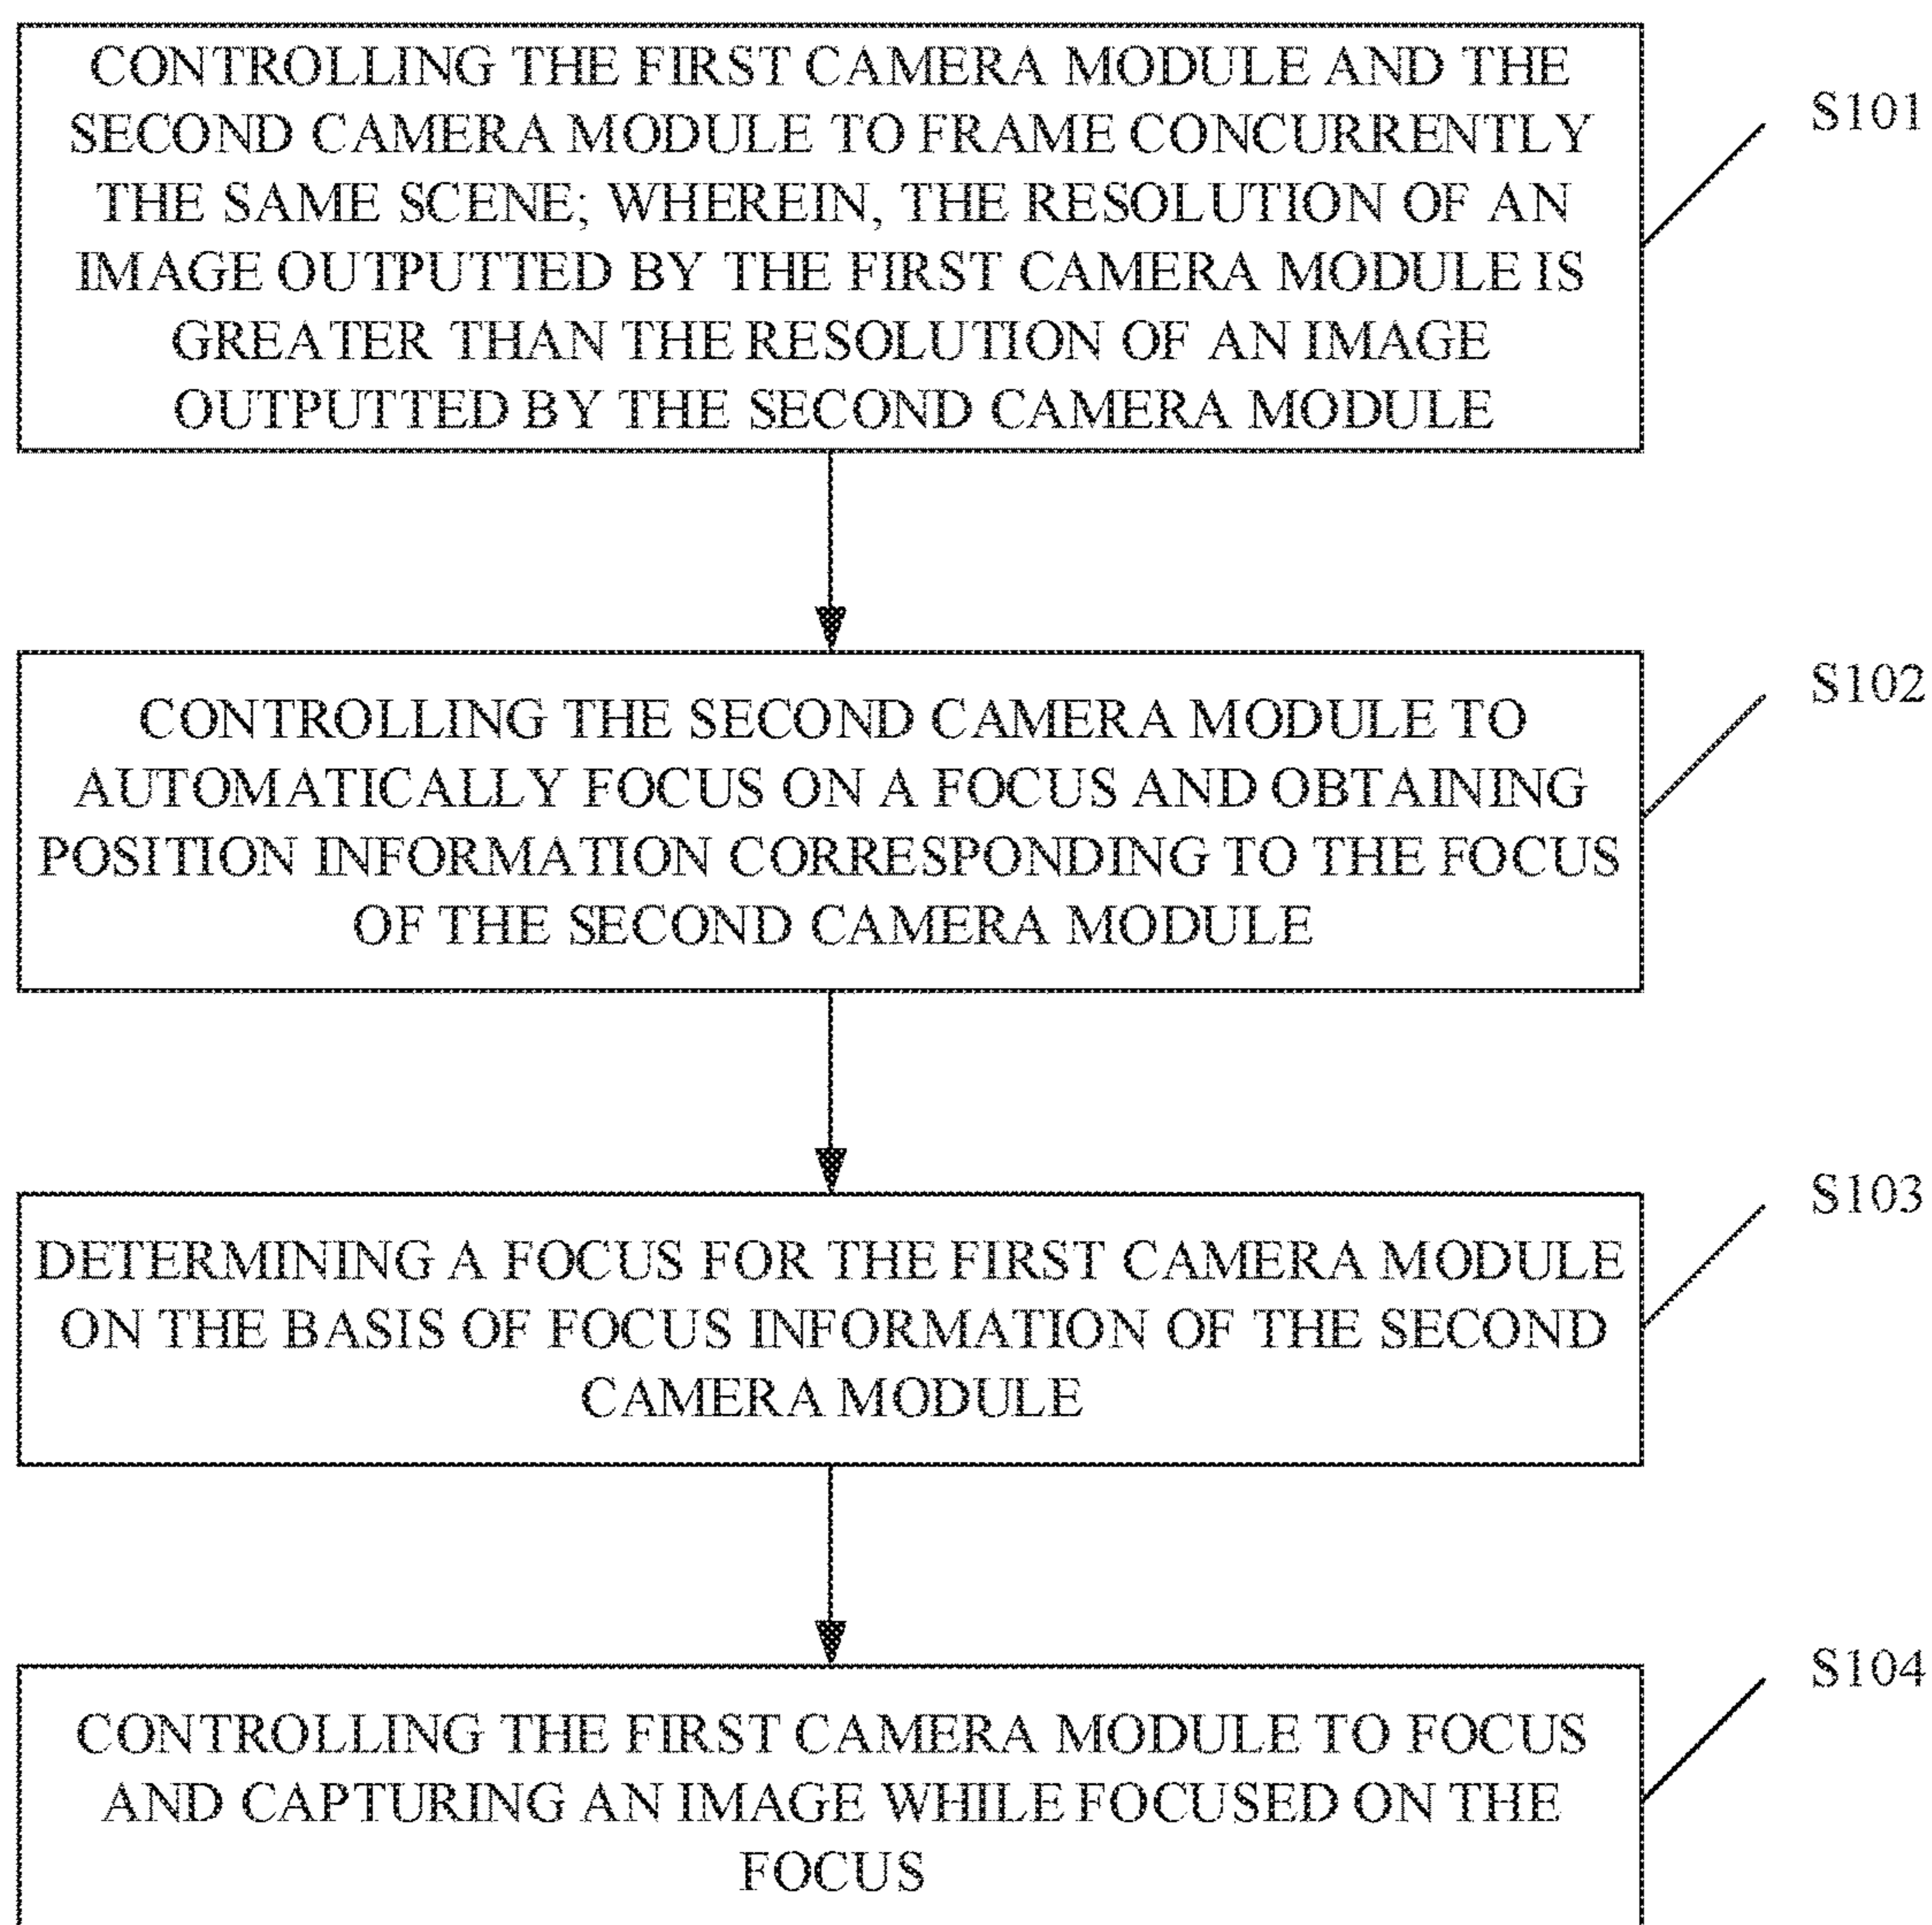 CONTROLLING THE FIRST CAMERA MODULE AND THE
SECOND CAMERA MODULE TO FRAME CONCURRENTLY
THE SAME SCENE; WHEREIN, THE RESOLUTION OF AN
IMAGE OUTPUTTED BY THE FIRST CAMERA MODULE IS
GREATER THAN THE RESOLUTION OF AN IMAGE
OUTPUTTED BY THE SECOND CAMERA MODULE
S101
CONTROLLING THE SECOND CAMERA MODULE TO
AUTOMATICALLY FOCUS ON A FOCUS AND OBTAINING
POSITION INFORMATION CORRESPONDING TO THE FOCUS
OF THE SECOND CAMERA MODULE
S102
DETERMINING A FOCUS FOR THE FIRST CAMERA MODULE
ON THE BASIS OF FOCUS INFORMATION OF THE SECOND
CAMERA MODULE
S103
CONTROLLING THE FIRST CAMERA MODULE TO FOCUS
AND CAPTURING AN IMAGE WHILE FOCUSED ON THE
FOCUS
S104